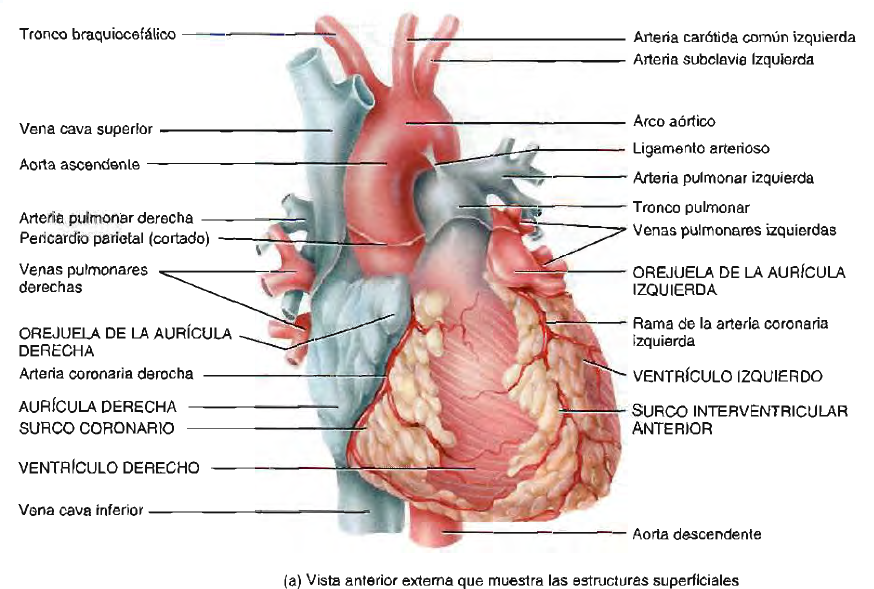 Tronco braquiocefálico
Vena cava superior
Aorta ascendente
Arteria pulmonar derecha
Pericardio parietal (cortado)
Venas pulmonares
derechas
OREJUELA DE LA AURÍCULA
DERECHA
Arteria coronaria derocha
AURÍCULA DERECHA
SURCO CORONARIO
VENTRÍCULO DERECHO
Vena cava inferior
Arteria carótida común izquierda
Arteria subclavia Izquierda
Arco aórtico
Ligamento arterioso
Arteria pulmonar izquierda
Tronco pulmonar
Venas pulmonares izquierdas
OREJUELA DE LA AURÍCULA
IZQUIERDA
Rama de la arteria coronaria
izquierda
VENTRÍCULO IZQUIERDO
SURCO INTERVENTRICULAR
ANTERIOR
Aorta descendente
(a) Vista anterior externa que muestra las estructuras superficiales